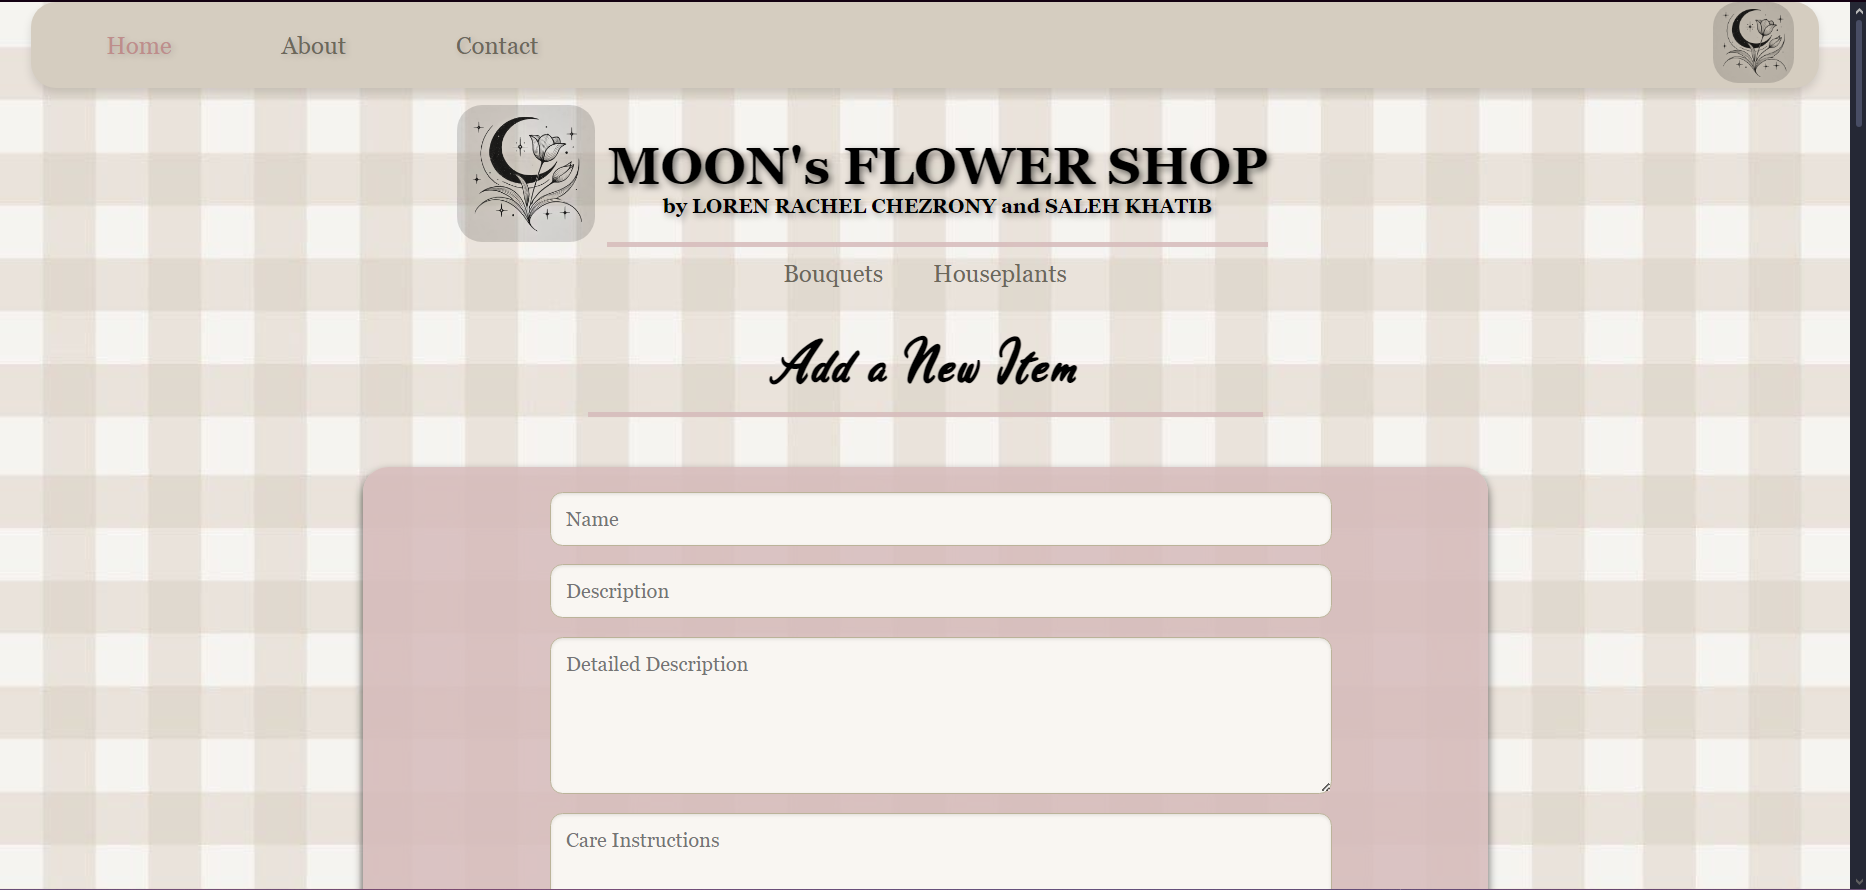 Home About Contact
MOON's FLOWER SHOP
by LOREN RACHEL CHEZRONY and SALEH KHATIB
Bouquets Houseplants
Add a New Item
Name
Description
Detailed Description
Care Instructions